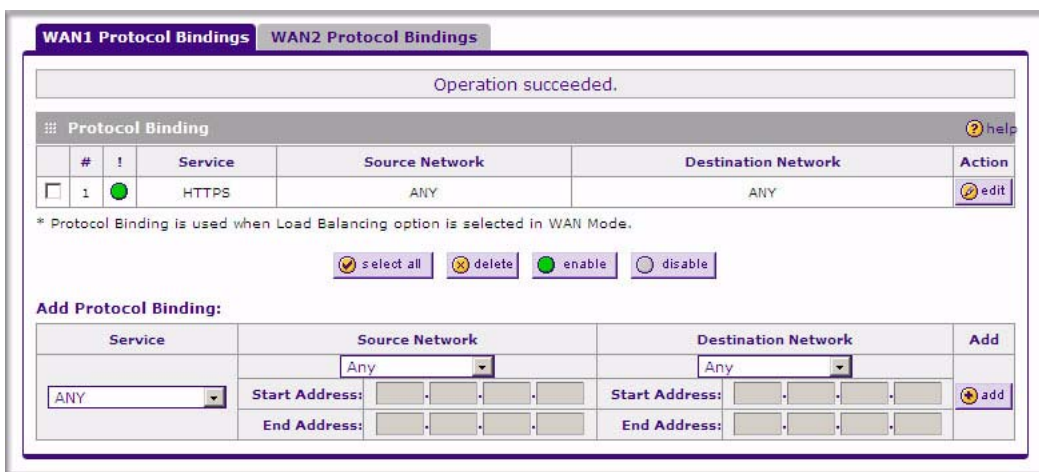 WAN1 Protocol Bindings WAN2 Protocol Bindings
Operation succeeded.
Protocol Binding ? help
# ! Service Source Network Destination Network Action
1 HTTPS ANY ANY edit
* Protocol Binding is used when Load Balancing option is selected in WAN Mode.
select all delete enable disable
Add Protocol Binding:
Service Source Network Destination Network Add
Any Any
ANY Start Address: . . . Start Address: . . . add
End Address: . . . End Address: . . .